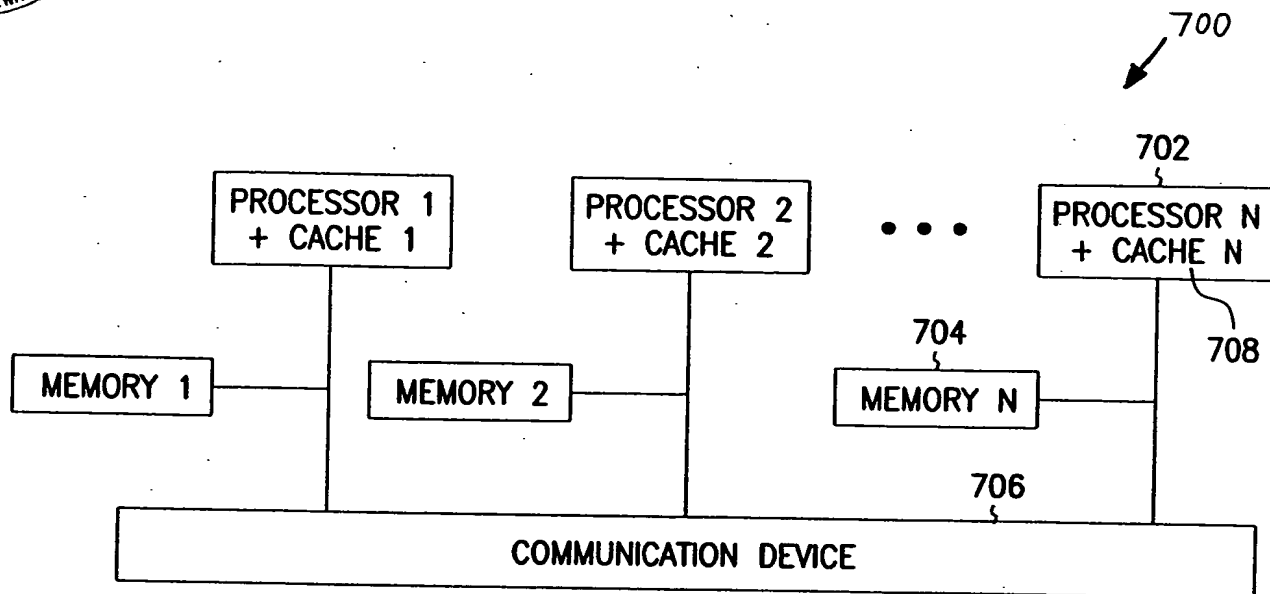 700
702
PROCESSOR 1
+ CACHE 1
PROCESSOR 2
+ CACHE 2
PROCESSOR N
+ CACHE N
708
704
MEMORY 1
MEMORY 2
MEMORY N
706
COMMUNICATION DEVICE